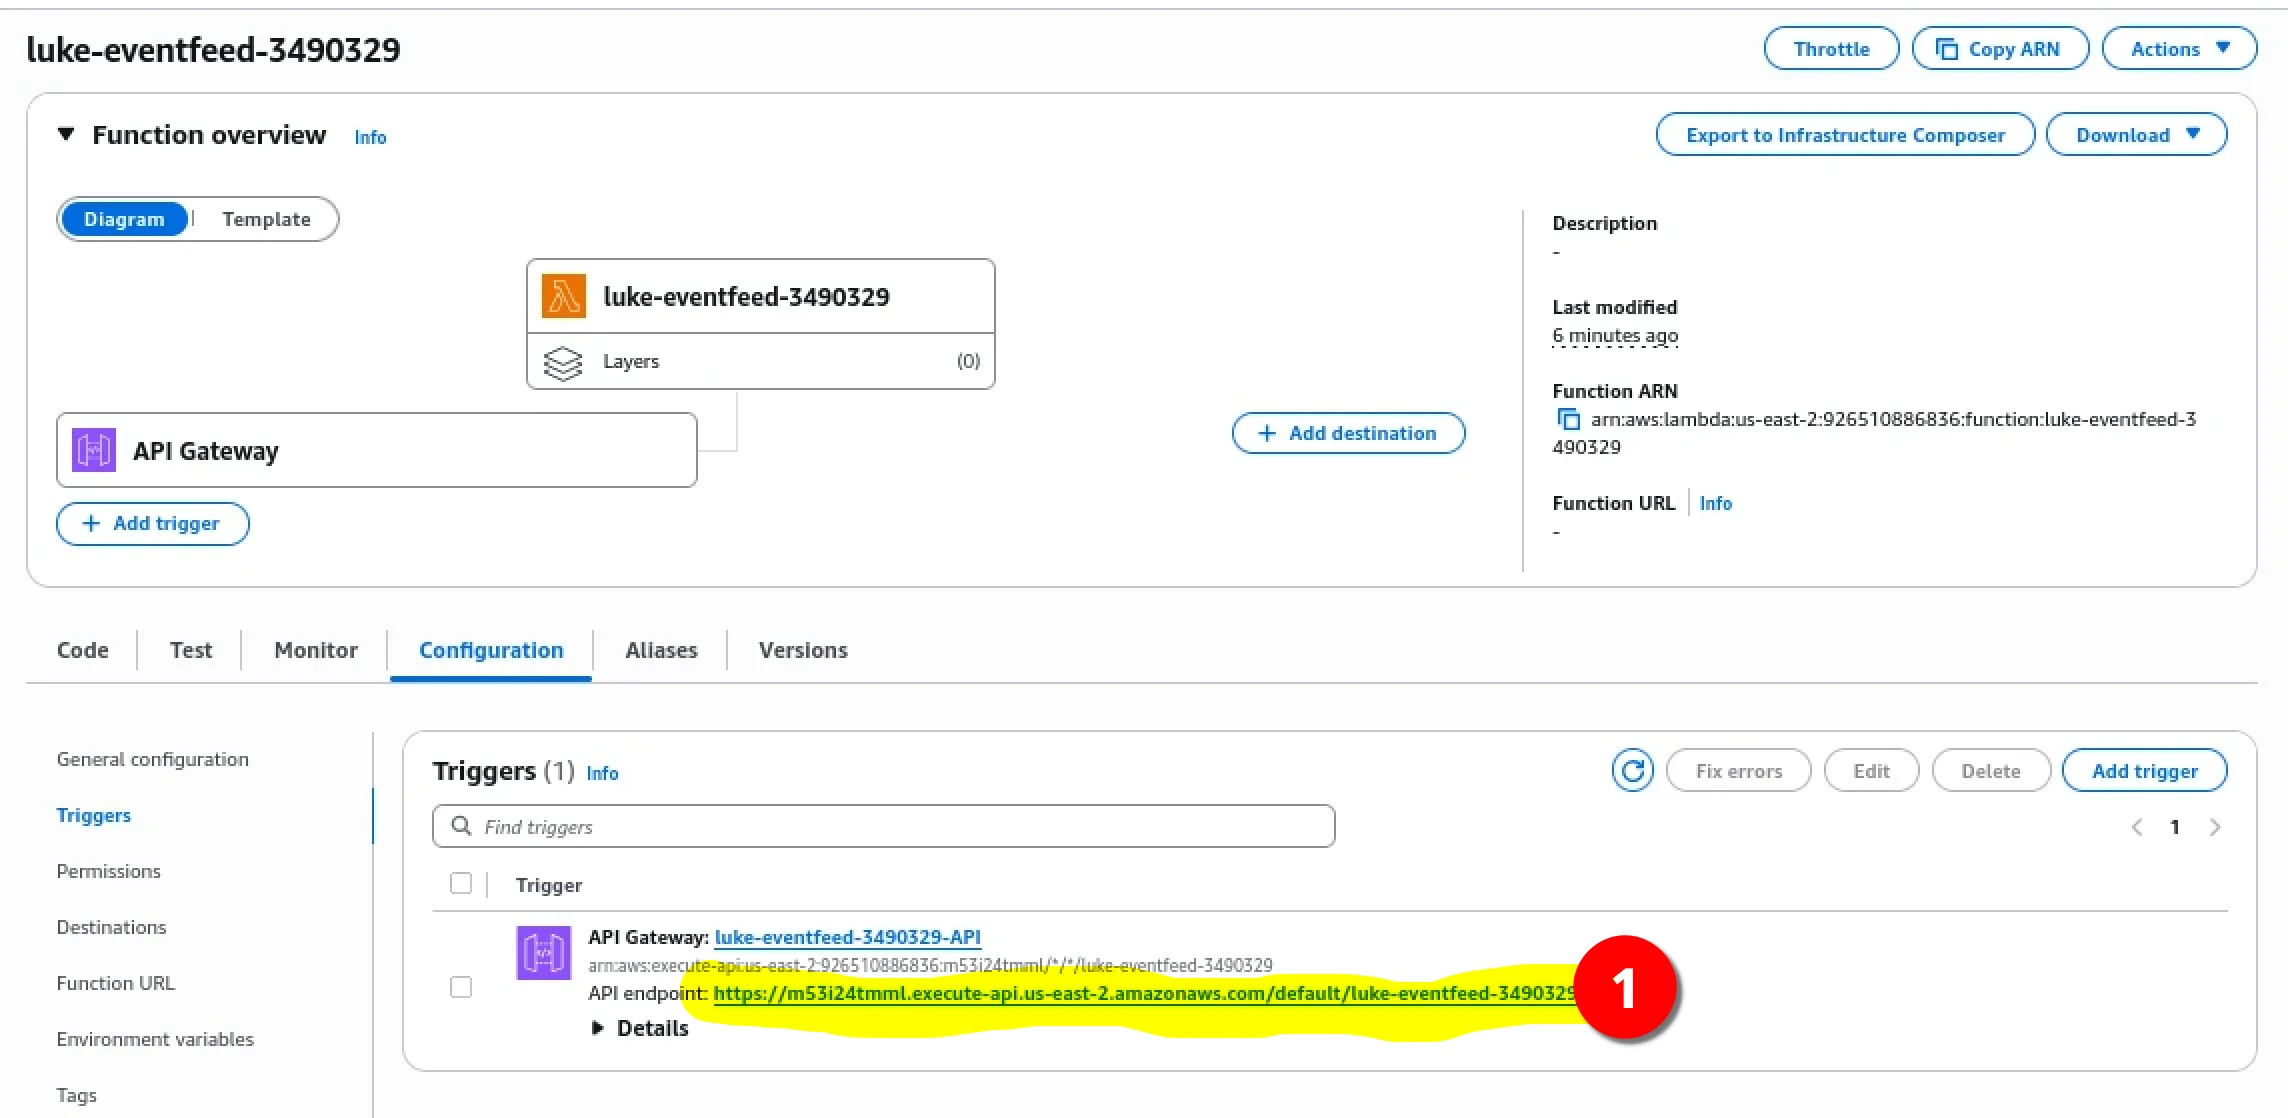 luke-eventfeed-3490329
Throttle
Copy ARN
Actions
Function overview
Info
Export to Infrastructure Composer
Download
Diagram
Template
luke-eventfeed-3490329
Layers
(0)
API Gateway
Add trigger
Add destination
Description
-
Last modified
6 minutes ago
Function ARN
arn:aws:lambda:us-east-2:926510886836:function:luke-eventfeed-3
490329
Function URL
Info
-
Code
Test
Monitor
Configuration
Aliases
Versions
General configuration
Triggers
Permissions
Destinations
Function URL
Environment variables
Tags
Triggers (1) Info
Fix errors
Edit
Delete
Add trigger
Find triggers
1
Trigger
API Gateway: luke-eventfeed-3490329-API
arn:aws:execute-api:us-east-2:926510886836:m53i24tmml/*/*/luke-eventfeed-3490329
API endpoint: https://m53i24tmml.execute-api.us-east-2.amazonaws.com/default/luke-eventfeed-3490329
1
Details